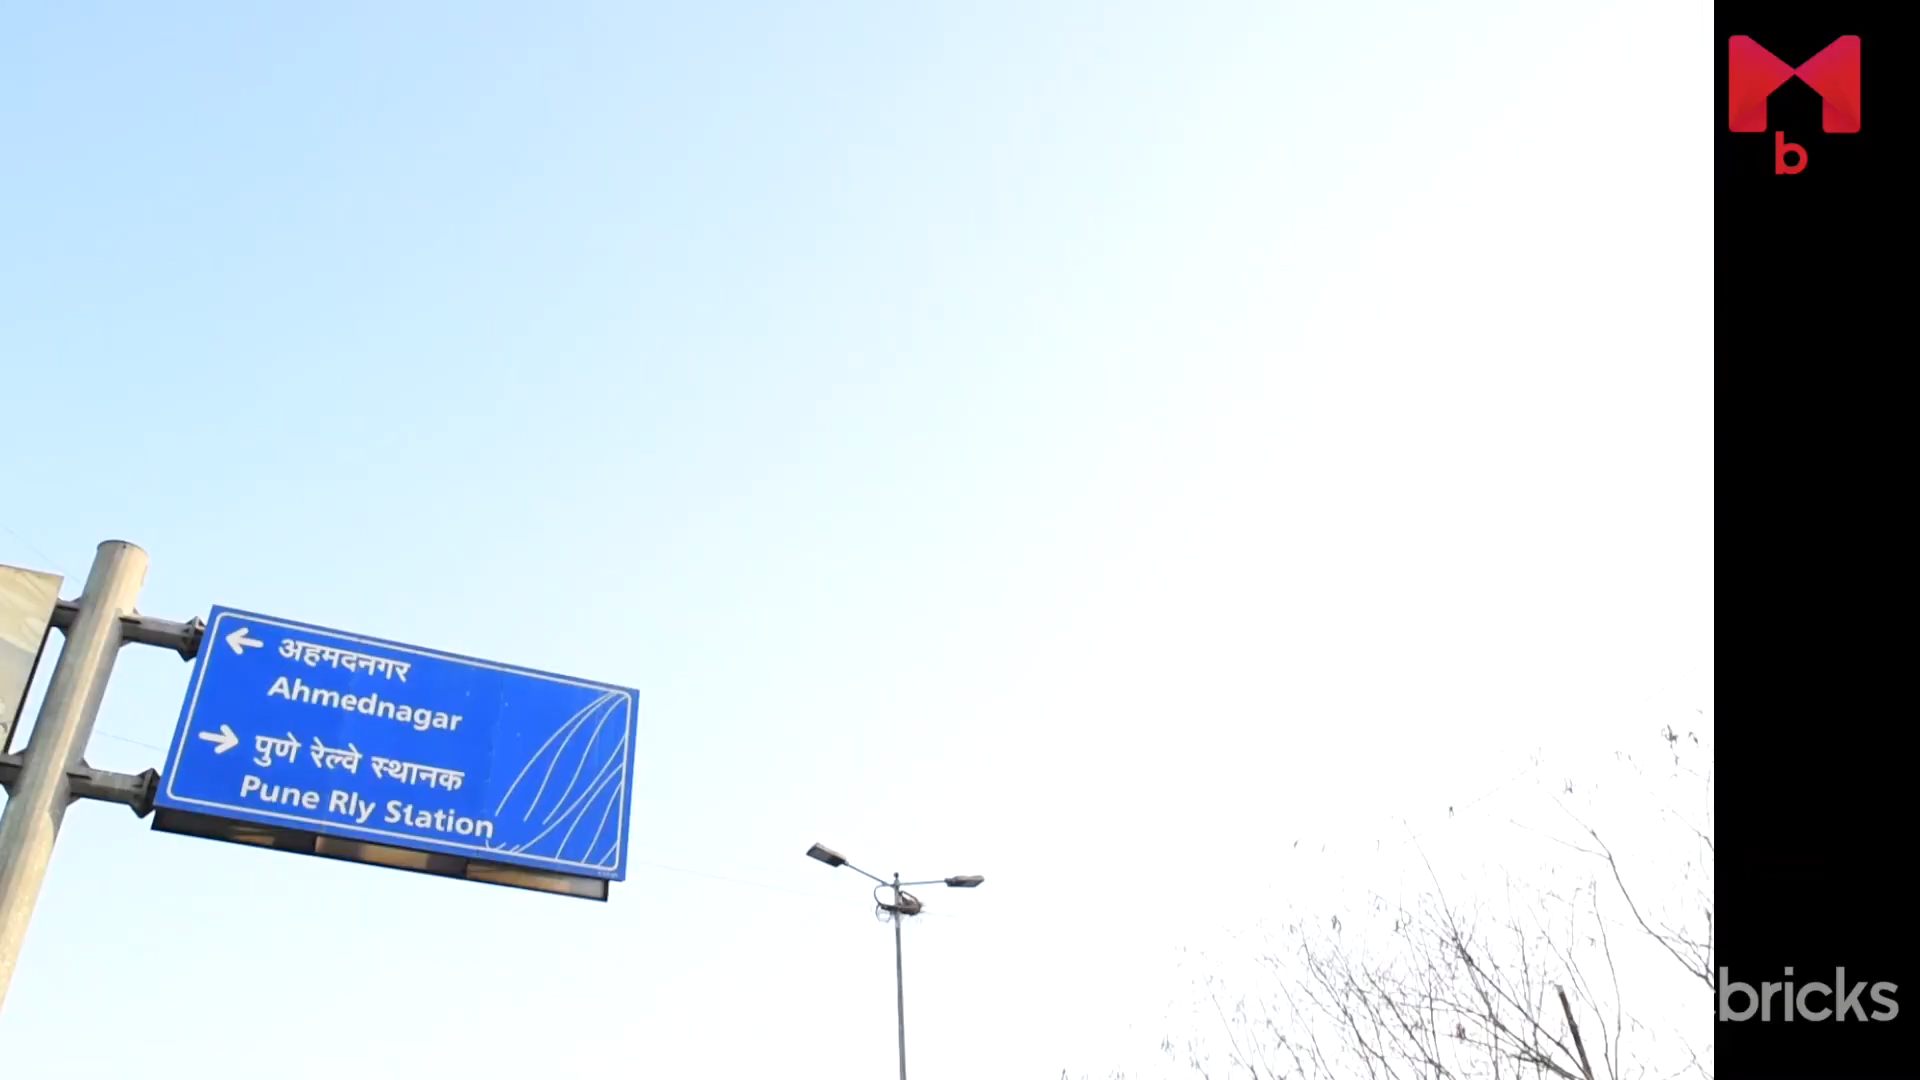 अहमदनगर
Ahmednagar
पुणे रेल्वे स्थानक
Pune Rly Station
b
bricks